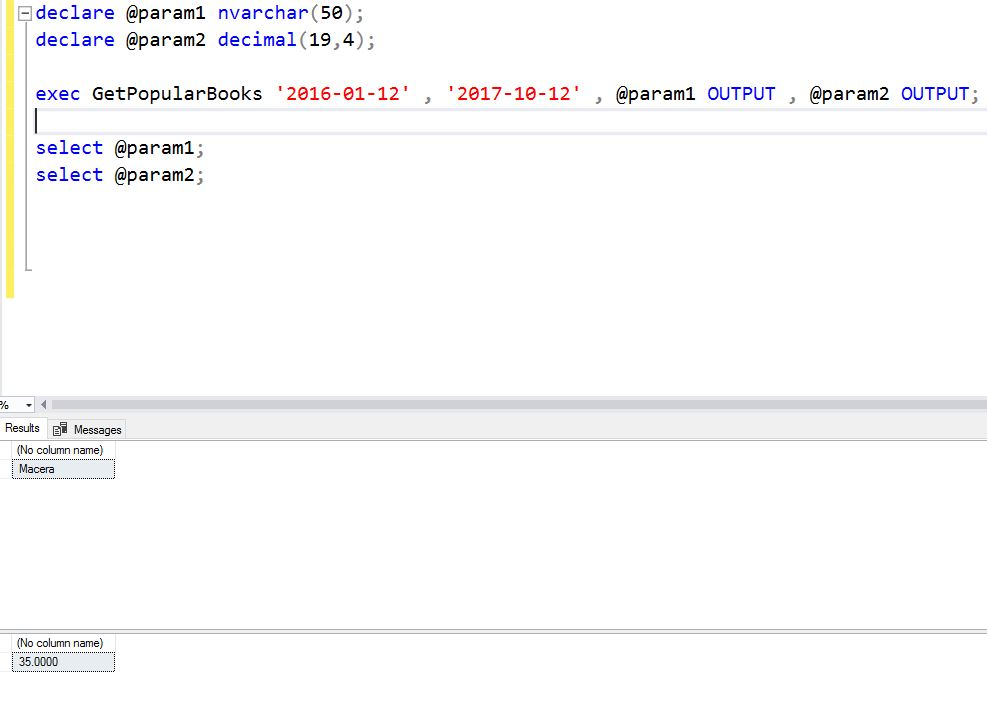 declare @param1 nvarchar(50);
declare @param2 decimal(19,4);
exec GetPopularBooks '2016-01-12' , '2017-10-12' , @param1 OUTPUT , @param2 OUTPUT;
select @param1;
select @param2;
%
Results Messages
(No column name)
Macera
(No column name)
35.0000